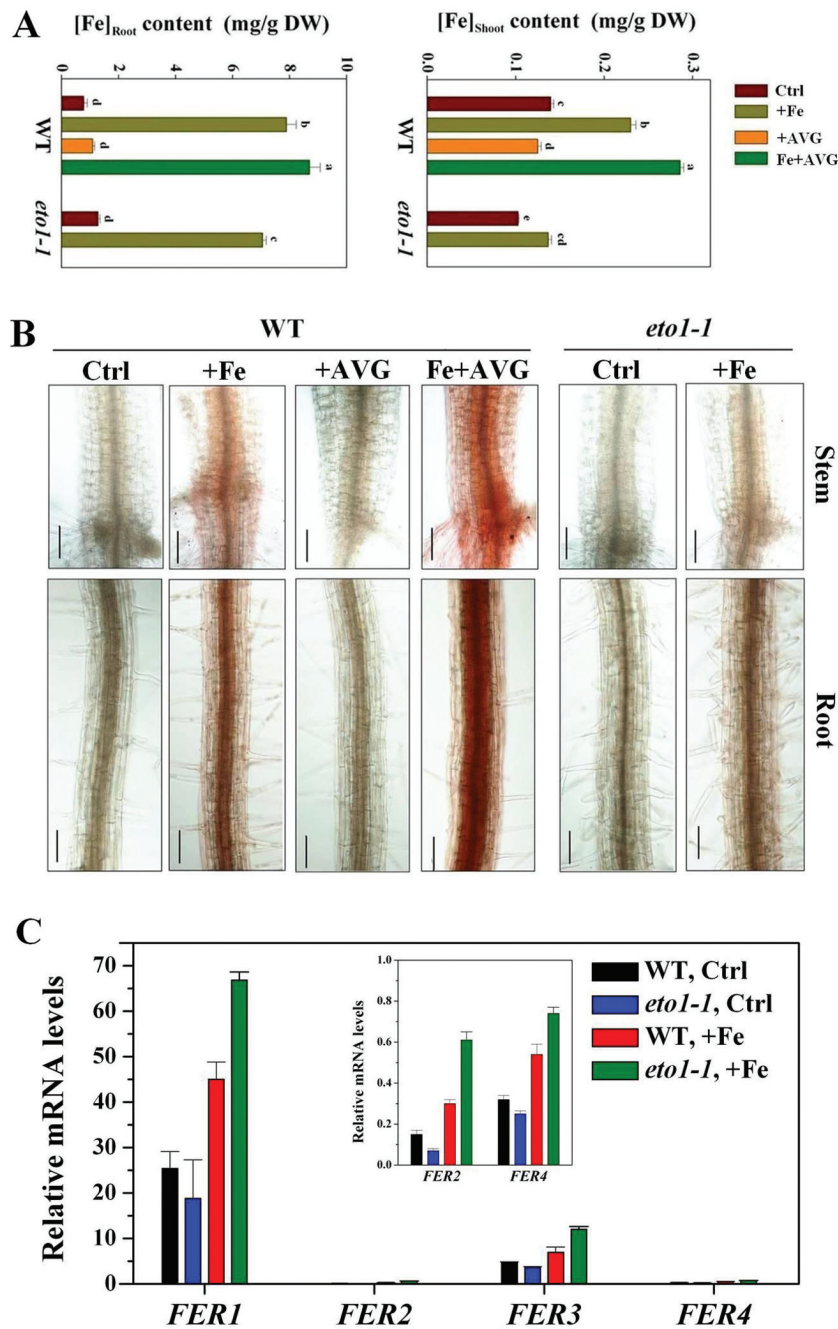 A
[Fe]Root content (mg/g DW)
0 2 4 6 8 10
d
b
d
a
d
c
WT
eto1-1
[Fe]Shoot content (mg/g DW)
0.0 0.1 0.2 0.3
c
b
d
a
e
cd
WT
eto1-1
Ctrl
+Fe
+AVG
Fe+AVG
B
WT eto1-1
Ctrl +Fe +AVG Fe+AVG Ctrl +Fe
Stem
Root
C
Relative mRNA levels
70
60
50
40
30
20
10
0
FER1 FER2 FER3 FER4
Relative mRNA levels
1.0
0.8
0.6
0.4
0.2
0.0
FER2 FER4
WT, Ctrl
eto1-1, Ctrl
WT, +Fe
eto1-1, +Fe